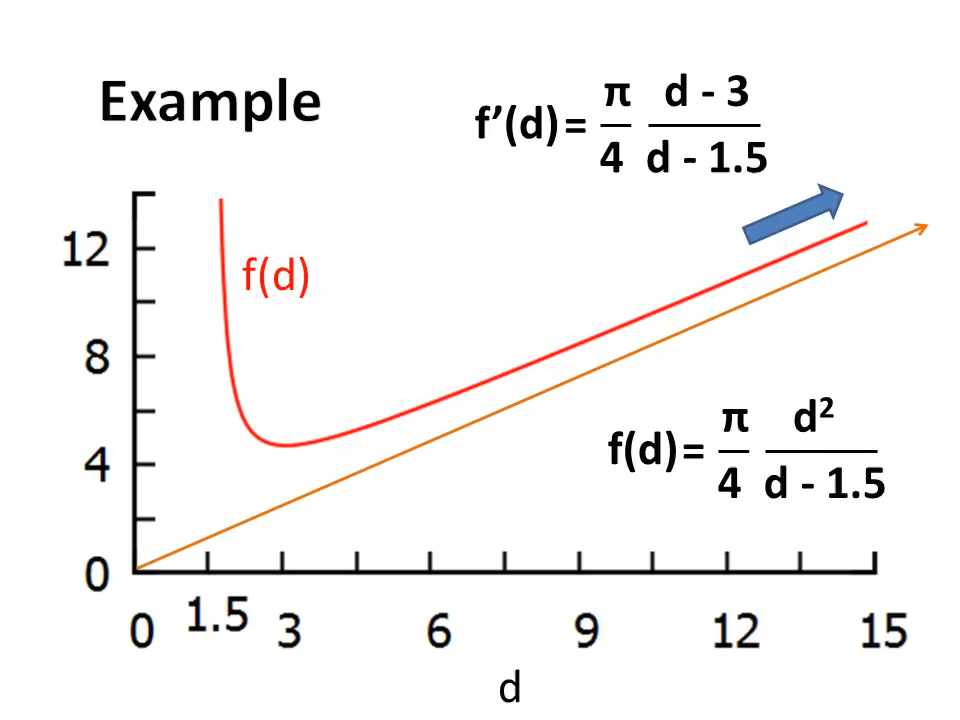 Example
f’(d) = π/4 d - 3/d - 1.5
12
f(d)
8
f(d) = π/4 d²/d - 1.5
4
0
0 1.5 3 6 9 12 15
d